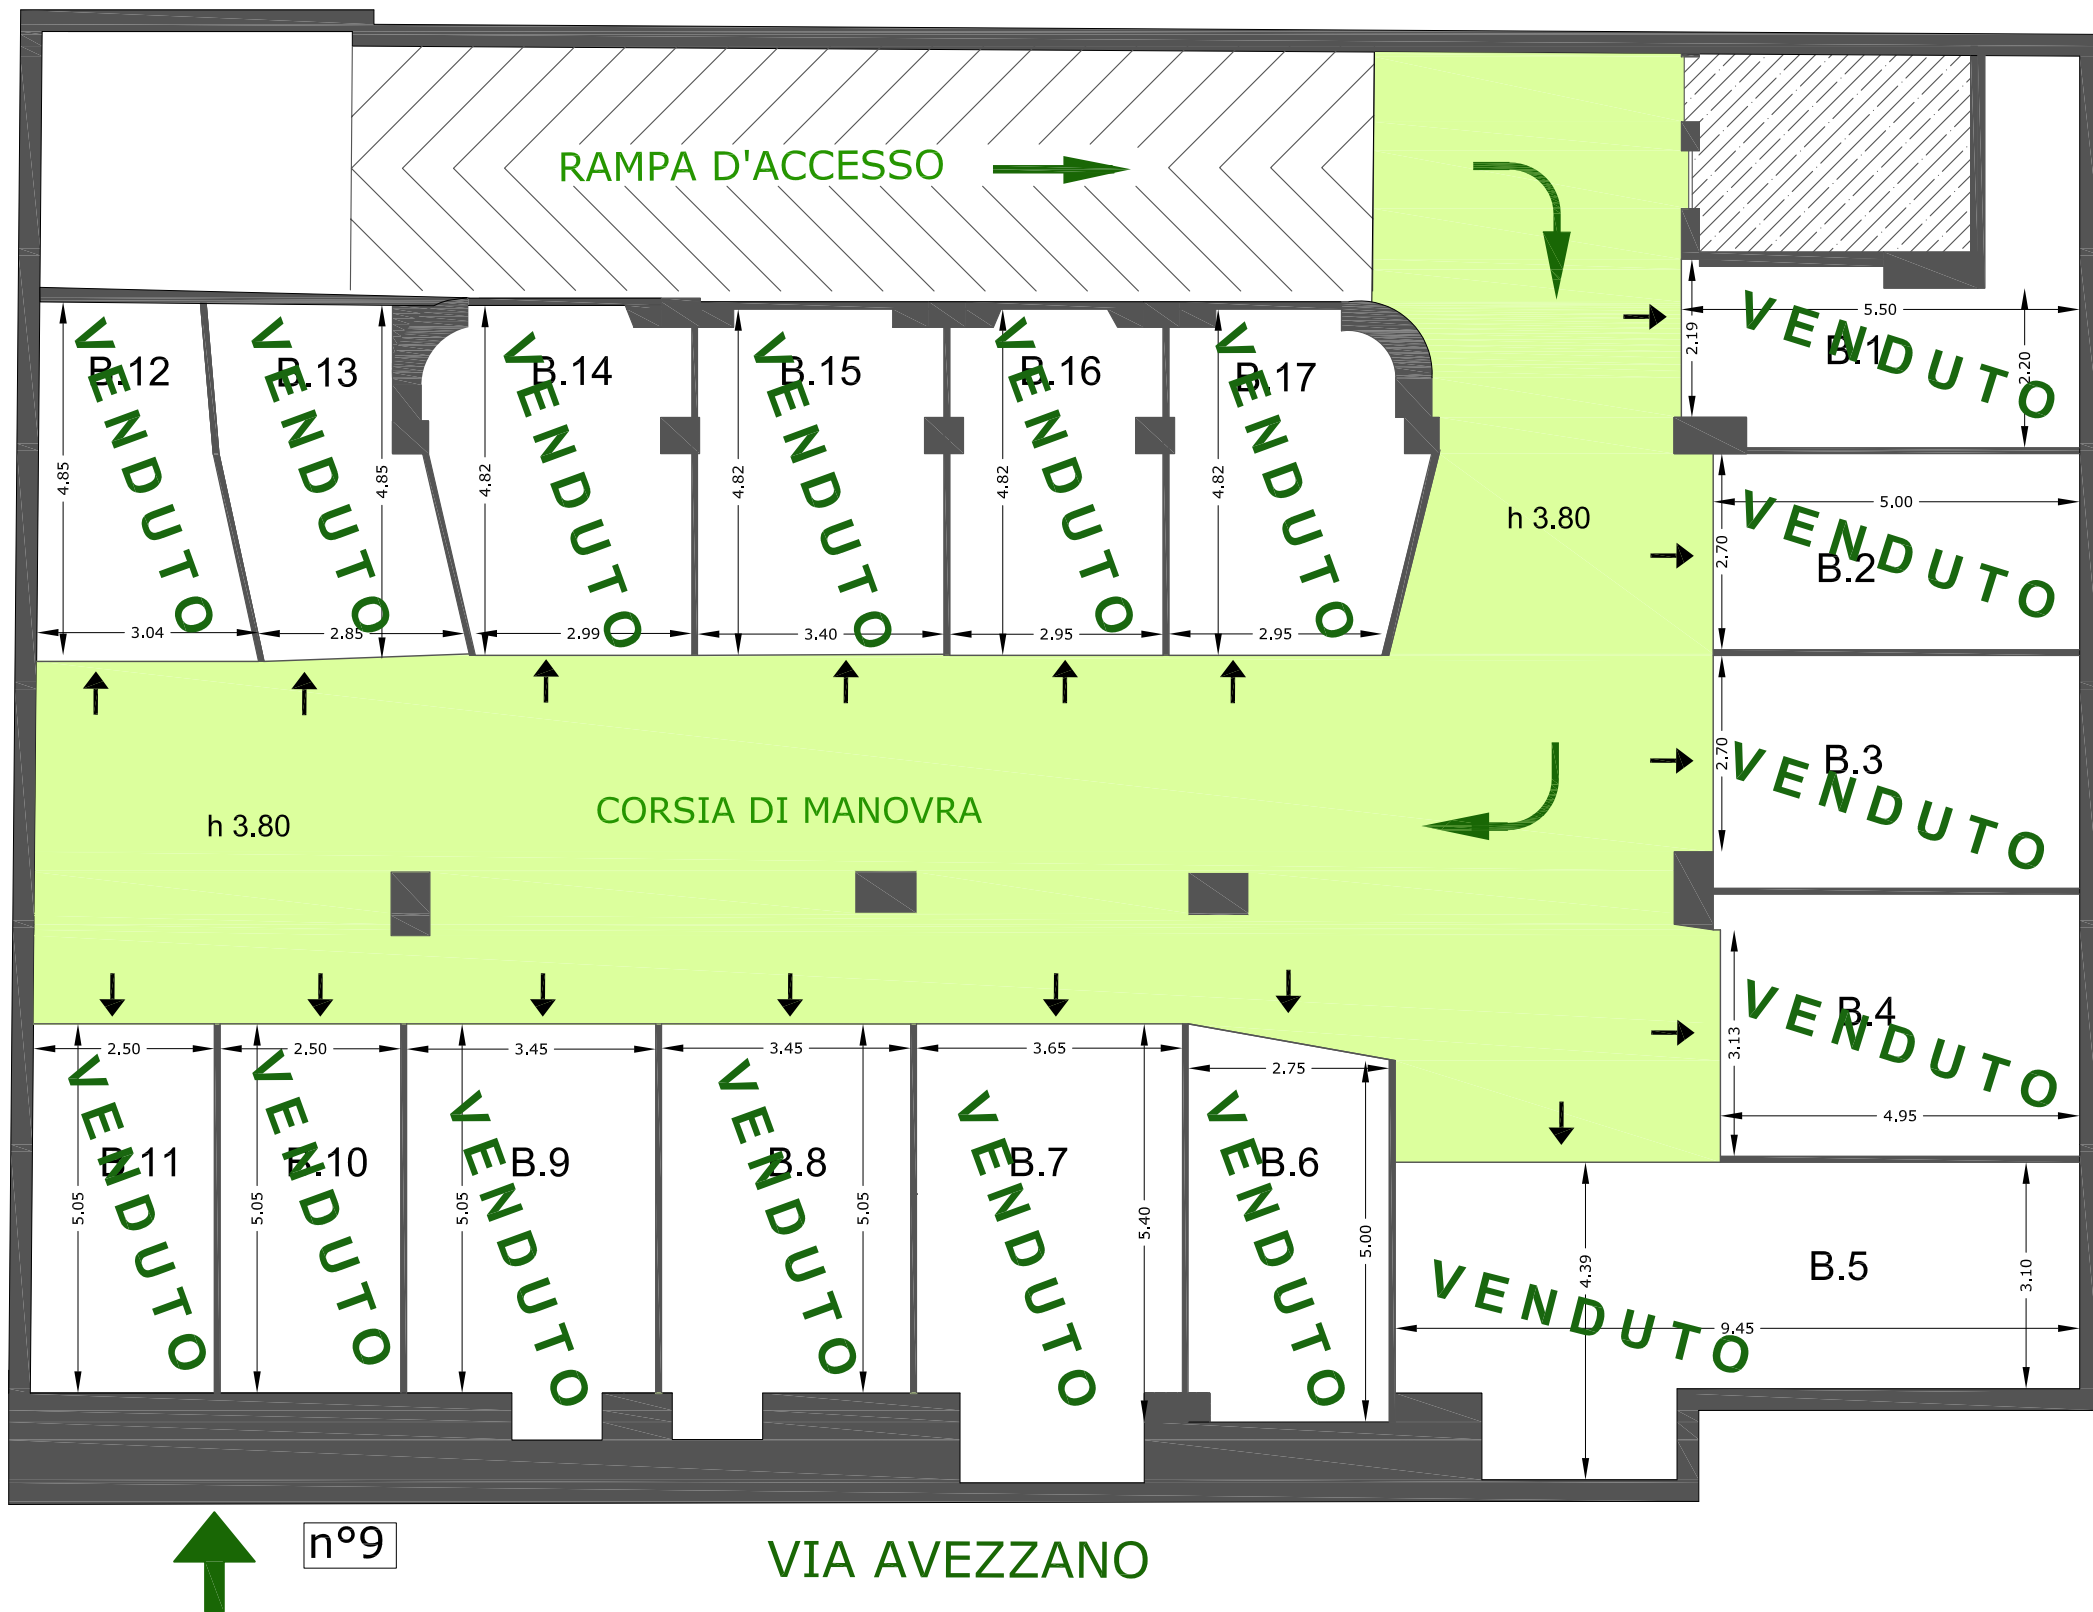 RAMPA D'ACCESSO
5.50
2.19
B.1
VENDUTO
2.20
B.12
VENDUTO
4.85
3.04
B.13
VENDUTO
4.85
2.85
B.14
VENDUTO
4.82
2.99
B.15
VENDUTO
4.82
3.40
B.16
VENDUTO
4.82
2.95
B.17
VENDUTO
4.82
2.95
h 3.80
5.00
2.70
B.2
VENDUTO
2.70
B.3
VENDUTO
CORSIA DI MANOVRA
h 3.80
3.13
B.4
VENDUTO
4.95
2.50
B.11
VENDUTO
5.05
2.50
B.10
VENDUTO
5.05
3.45
B.9
VENDUTO
5.05
3.45
B.8
VENDUTO
5.05
3.65
B.7
VENDUTO
5.40
2.75
B.6
VENDUTO
5.00
4.39
B.5
VENDUTO
3.10
9.45
n°9
VIA AVEZZANO